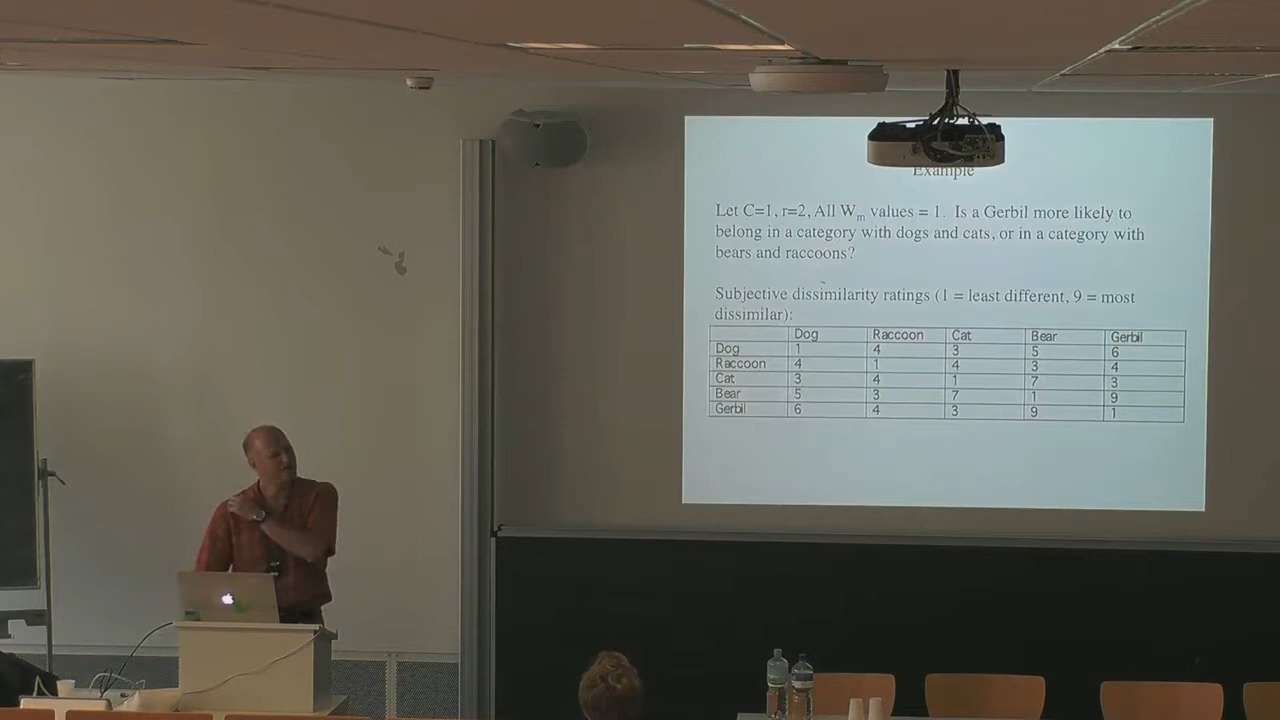 Example
Let C=1, r=2, All Wm values = 1. Is a Gerbil more likely to
belong in a category with dogs and cats, or in a category with
bears and raccoons?
Subjective dissimilarity ratings (1 = least different, 9 = most
dissimilar):
Dog Raccoon Cat Bear Gerbil
Dog 1 4 3 5 6
Raccoon 4 1 4 3 4
Cat 3 4 1 7 3
Bear 5 3 7 1 9
Gerbil 6 4 3 9 1